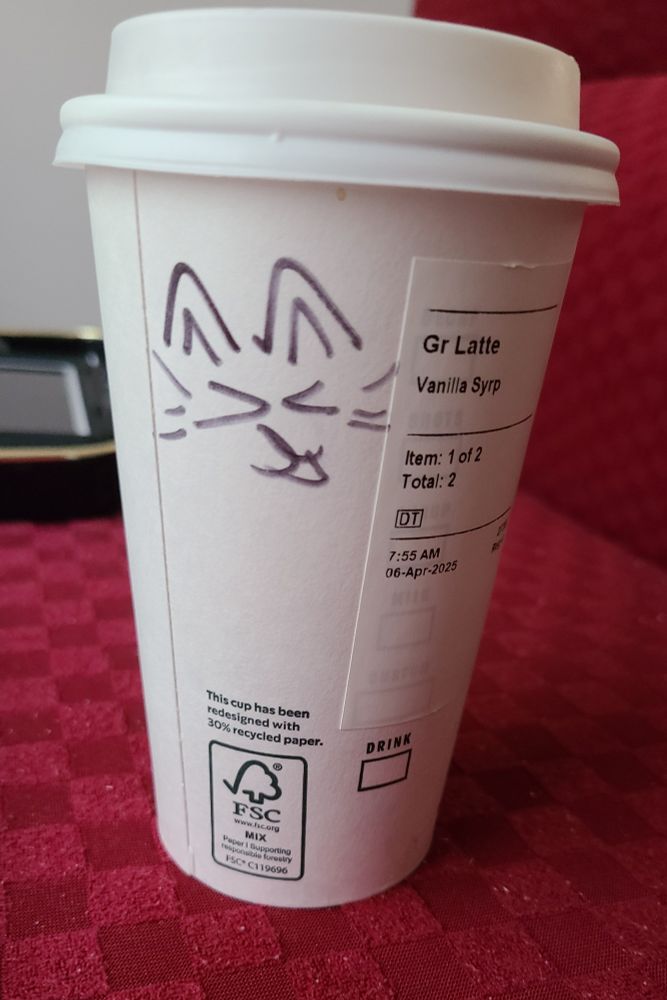 Gr Latte
Vanilla Syrp
Item: 1 of 2
Total: 2
DT
7:55 AM
06-Apr-2025
This cup has been
redesigned with
30% recycled paper.
DRINK
®
FSC
www.fsc.org
MIX
Paper | Supporting
responsible forestry
FSC® C119696